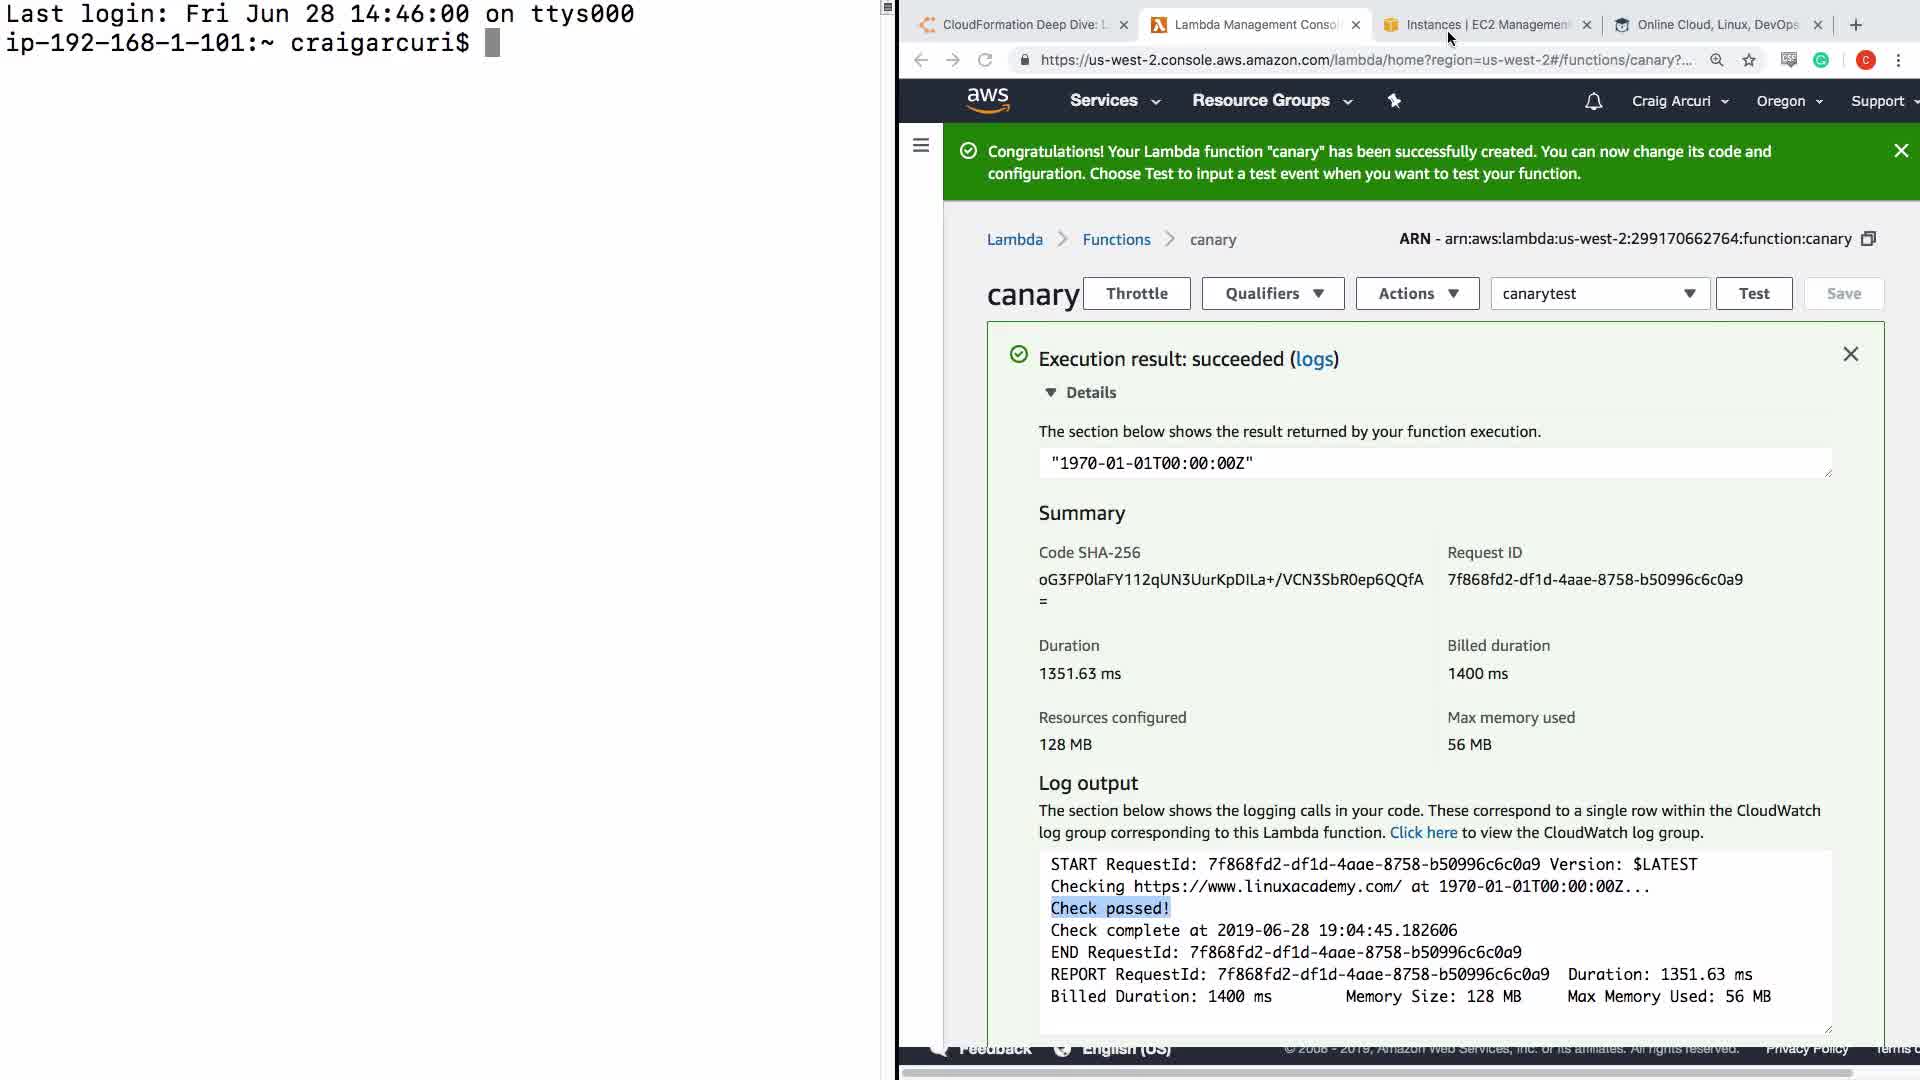 Last login: Fri Jun 28 14:46:00 on ttys000
ip-192-168-1-101:~ craigarcuri$
CloudFormation Deep Dive: L
Lambda Management Consol
Instances | EC2 Management
Online Cloud, Linux, DevOps
https://us-west-2.console.aws.amazon.com/lambda/home?region=us-west-2#/functions/canary?...
C
aws
Services
Resource Groups
Craig Arcuri
Oregon
Support
Congratulations! Your Lambda function "canary" has been successfully created. You can now change its code and
configuration. Choose Test to input a test event when you want to test your function.
Lambda
Functions
canary
ARN - arn:aws:lambda:us-west-2:299170662764:function:canary
canary
Throttle
Qualifiers
Actions
canarytest
Test
Save
Execution result: succeeded (logs)
Details
The section below shows the result returned by your function execution.
"1970-01-01T00:00:00Z"
Summary
Code SHA-256
Request ID
oG3FP0laFY112qUN3UurKpDILa+/VCN3SbR0ep6QQfA
=
7f868fd2-df1d-4aae-8758-b50996c6c0a9
Duration
Billed duration
1351.63 ms
1400 ms
Resources configured
Max memory used
128 MB
56 MB
Log output
The section below shows the logging calls in your code. These correspond to a single row within the CloudWatch
log group corresponding to this Lambda function. Click here to view the CloudWatch log group.
START RequestId: 7f868fd2-df1d-4aae-8758-b50996c6c0a9 Version: $LATEST
Checking https://www.linuxacademy.com/ at 1970-01-01T00:00:00Z...
Check passed!
Check complete at 2019-06-28 19:04:45.182606
END RequestId: 7f868fd2-df1d-4aae-8758-b50996c6c0a9
REPORT RequestId: 7f868fd2-df1d-4aae-8758-b50996c6c0a9 Duration: 1351.63 ms
Billed Duration: 1400 ms Memory Size: 128 MB Max Memory Used: 56 MB
Feedback
English (US)
© 2008 - 2019, Amazon Web Services, Inc. or its affiliates. All rights reserved.
Privacy Policy
Terms o